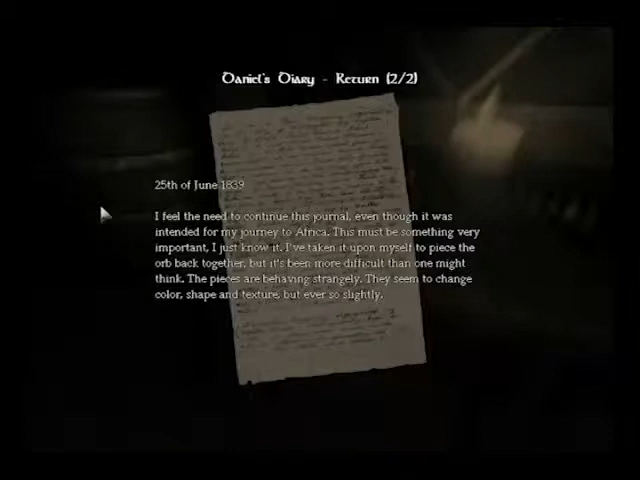 Daniel's Diary - Return (2/2)
25th of June 1839
I feel the need to continue this journal, even though it was
intended for my journey to Africa. This must be something very
important, I just know it. I've taken it upon myself to piece the
orb back together, but it's been more difficult than one might
think. The pieces are behaving strangely. They seem to change
color, shape and texture, but ever so slightly.